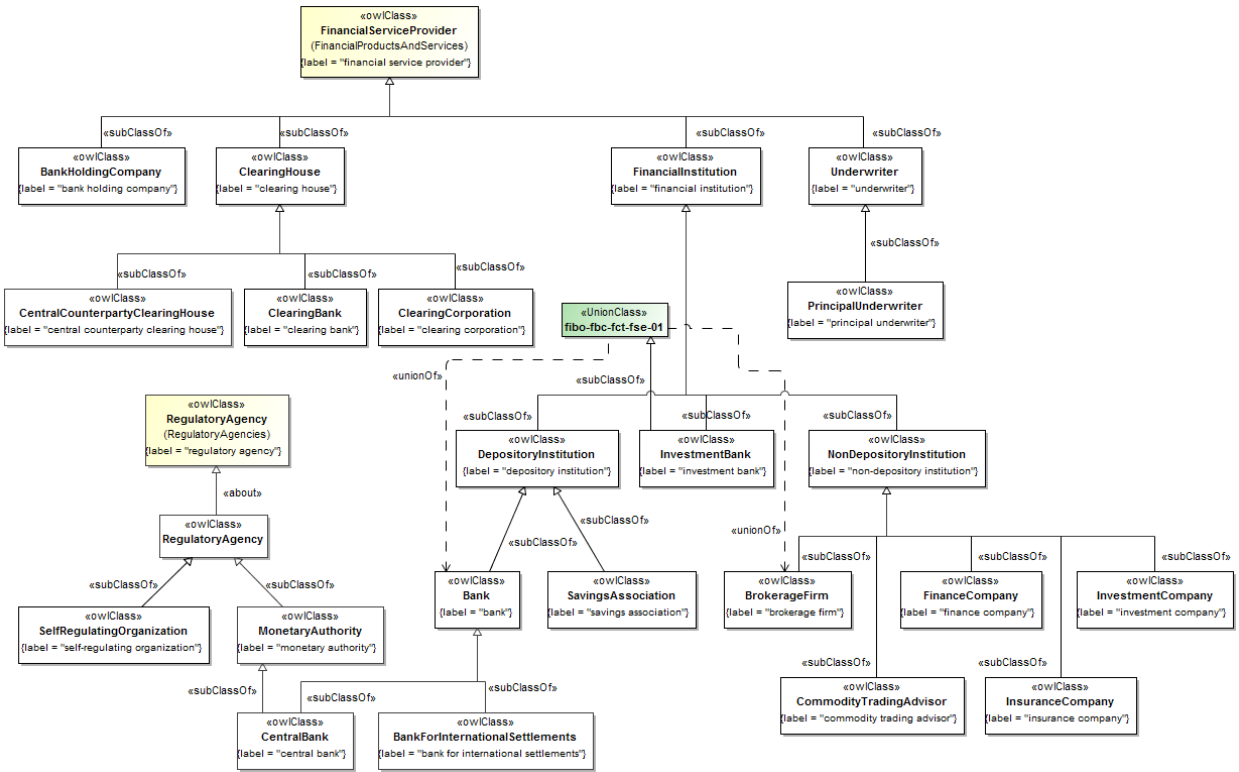 «owlClass»
FinancialServiceProvider
(FinancialProductsAndServices)
{label = "financial service provider"}
«subClassOf»
«subClassOf»
«subClassOf»
«subClassOf»
«owlClass»
BankHoldingCompany
{label = "bank holding company"}
«owlClass»
ClearingHouse
{label = "clearing house"}
«owlClass»
FinancialInstitution
{label = "financial institution"}
«owlClass»
Underwriter
{label = "underwriter"}
«subClassOf»
«subClassOf»
«subClassOf»
«subClassOf»
«owlClass»
CentralCounterpartyClearingHouse
{label = "central counterparty clearing house"}
«owlClass»
ClearingBank
{label = "clearing bank"}
«owlClass»
ClearingCorporation
{label = "clearing corporation"}
«UnionClass»
fibo-fbc-fct-fse-01
«owlClass»
PrincipalUnderwriter
{label = "principal underwriter"}
«unionOf»
«subClassOf»
«owlClass»
RegulatoryAgency
(RegulatoryAgencies)
{label = "regulatory agency"}
«subClassOf»
«subClassOf»
«subClassOf»
«owlClass»
DepositoryInstitution
{label = "depository institution"}
«owlClass»
InvestmentBank
{label = "investment bank"}
«owlClass»
NonDepositoryInstitution
{label = "non-depository institution"}
«about»
«owlClass»
RegulatoryAgency
«subClassOf»
«subClassOf»
«unionOf»
«subClassOf»
«subClassOf»
«subClassOf»
«subClassOf»
«subClassOf»
«owlClass»
Bank
{label = "bank"}
«owlClass»
SavingsAssociation
{label = "savings association"}
«owlClass»
BrokerageFirm
{label = "brokerage firm"}
«owlClass»
FinanceCompany
{label = "finance company"}
«owlClass»
InvestmentCompany
{label = "investment company"}
«owlClass»
SelfRegulatingOrganization
{label = "self-regulating organization"}
«owlClass»
MonetaryAuthority
{label = "monetary authority"}
«subClassOf»
«subClassOf»
«subClassOf»
«subClassOf»
«subClassOf»
«owlClass»
CentralBank
{label = "central bank"}
«owlClass»
BankForInternationalSettlements
{label = "bank for international settlements"}
«owlClass»
CommodityTradingAdvisor
{label = "commodity trading advisor"}
«owlClass»
InsuranceCompany
{label = "insurance company"}